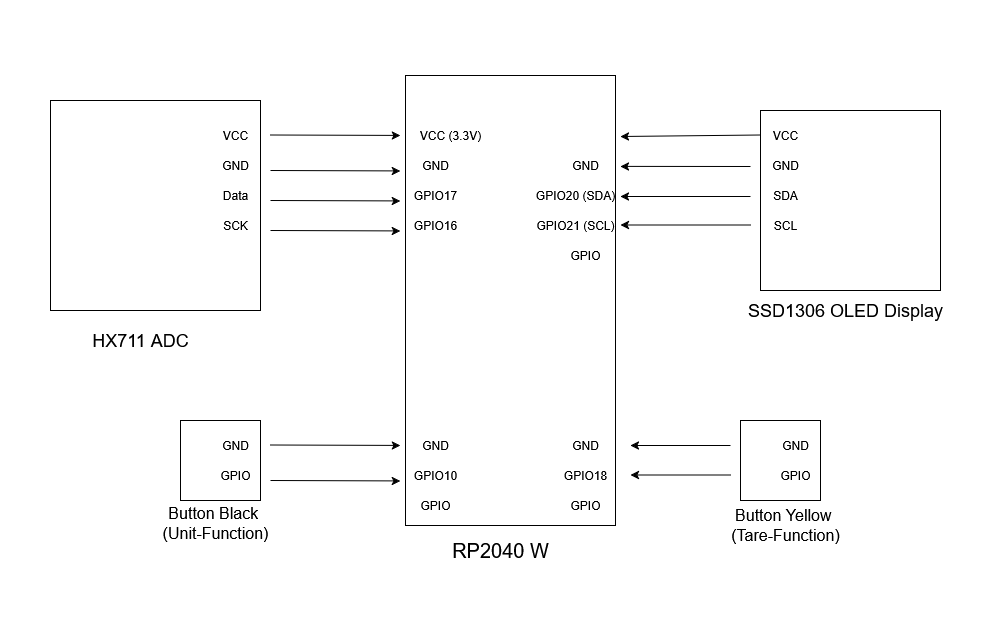 VCC
GND
Data
SCK
HX711 ADC
VCC (3.3V)
GND
GPIO17
GPIO16
GND
GPIO20 (SDA)
GPIO21 (SCL)
GPIO
VCC
GND
SDA
SCL
SSD1306 OLED Display
GND
GPIO
Button Black
(Unit-Function)
GND
GPIO10
GPIO
GND
GPIO18
GPIO
RP2040 W
GND
GPIO
Button Yellow
(Tare-Function)